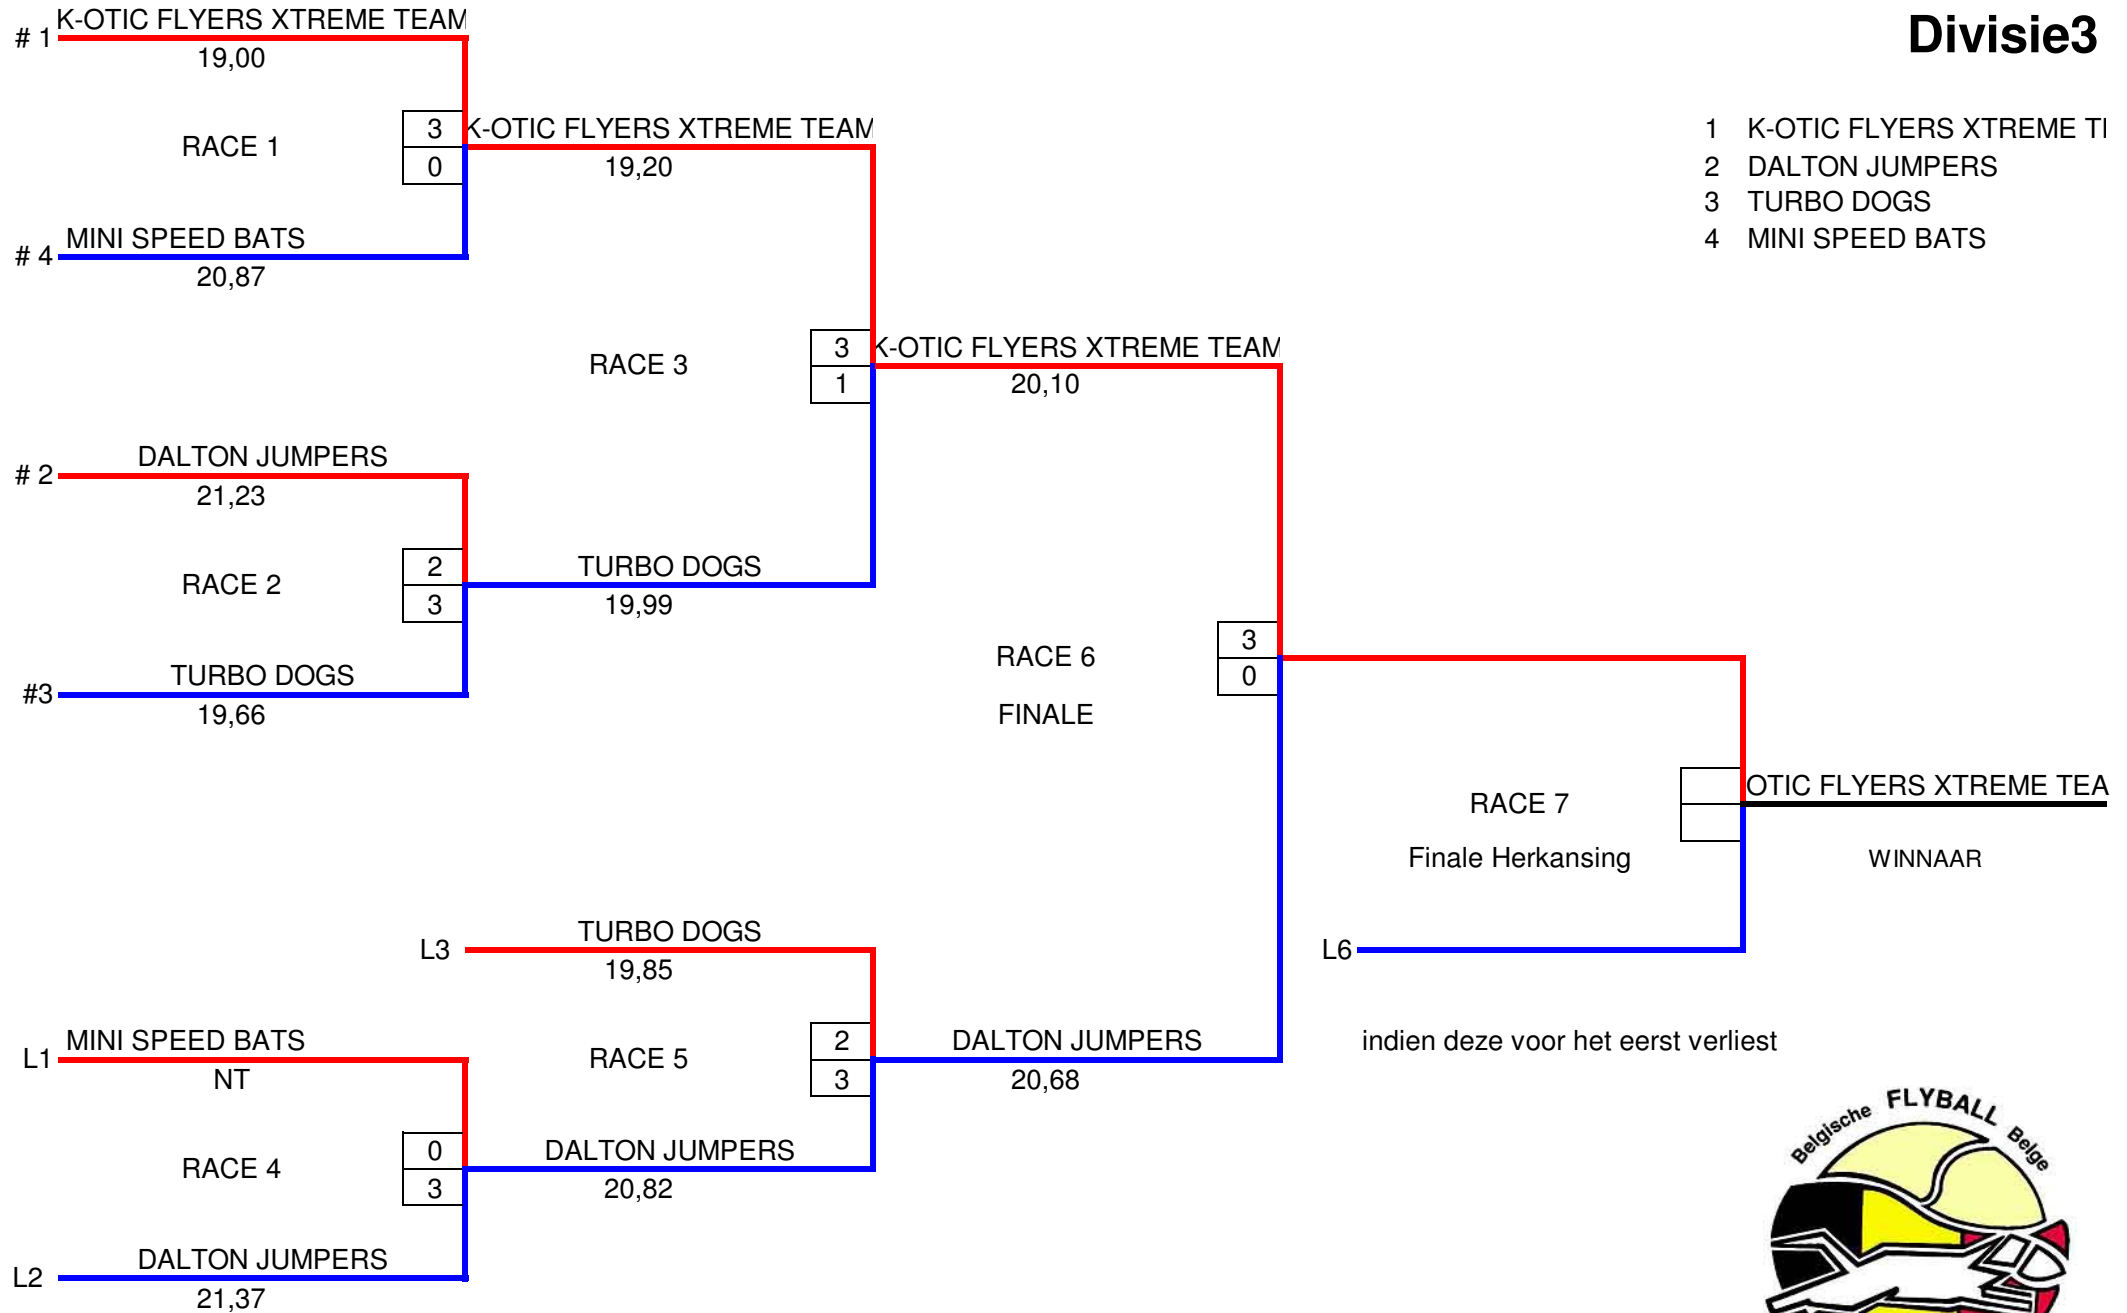 Divisie3
K-OTIC FLYERS XTREME TEAM
# 1
19,00
RACE 1
3
0
MINI SPEED BATS
# 4
20,87
K-OTIC FLYERS XTREME TEAM
19,20
1 K-OTIC FLYERS XTREME TE
2 DALTON JUMPERS
3 TURBO DOGS
4 MINI SPEED BATS
RACE 3
3
1
K-OTIC FLYERS XTREME TEAM
20,10
DALTON JUMPERS
# 2
21,23
RACE 2
2
3
TURBO DOGS
#3
19,66
TURBO DOGS
19,99
RACE 6
3
0
FINALE
RACE 7
Finale Herkansing
OTIC FLYERS XTREME TEA
WINNAAR
L6
indien deze voor het eerst verliest
TURBO DOGS
L3
19,85
RACE 5
2
3
DALTON JUMPERS
20,68
MINI SPEED BATS
L1
NT
RACE 4
0
3
DALTON JUMPERS
20,82
DALTON JUMPERS
L2
21,37
Belgische FLYBALL Belge